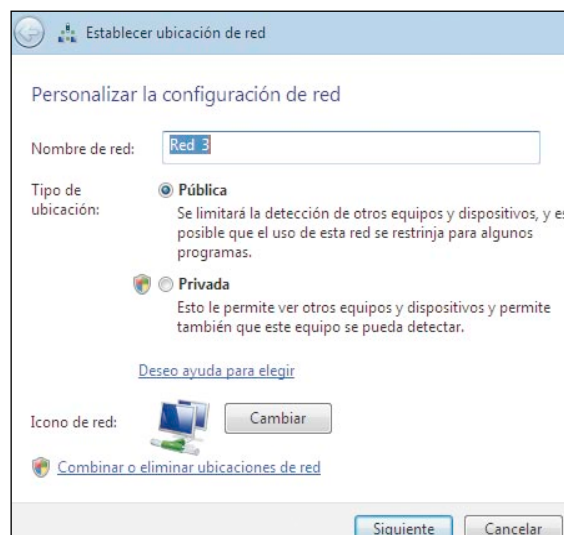 Establecer ubicación de red
Personalizar la configuración de red
Nombre de red:
Red 3
Tipo de
ubicación:
Pública
Se limitará la detección de otros equipos y dispositivos, y es
posible que el uso de esta red se restrinja para algunos
programas.
Privada
Esto le permite ver otros equipos y dispositivos y permite
también que este equipo se pueda detectar.
Deseo ayuda para elegir
Icono de red:
Cambiar
Combinar o eliminar ubicaciones de red
Siguiente
Cancelar